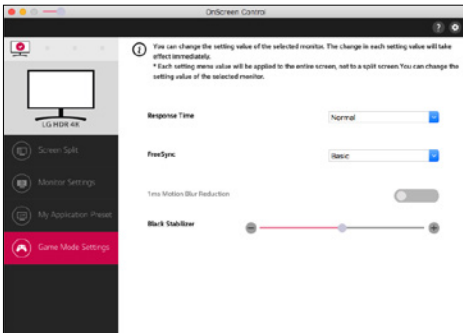 OnScreen Control
?
You can change the setting value of the selected monitor. The change in each setting value will take
effect immediately.
* Each setting menu value will be applied to the entire screen, not to a split screen.You can change the
setting value of the selected monitor.
LG HDR 4K
Response Time
Normal
Screen Split
FreeSync
Basic
Monitor Settings
1ms Motion Blur Reduction
My Application Preset
Black Stabilizer
Game Mode Settings